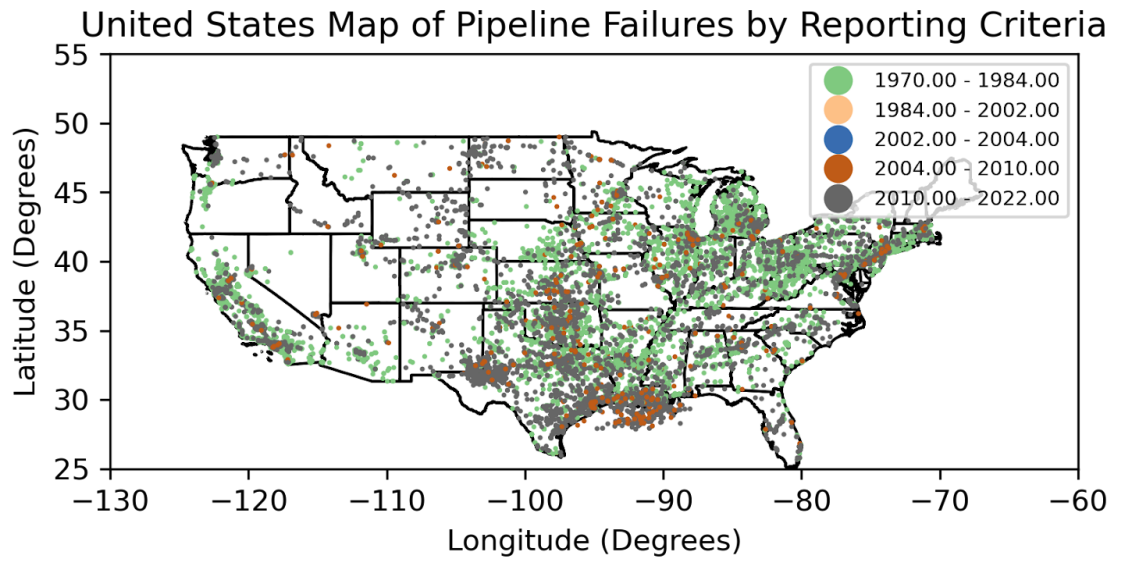 United States Map of Pipeline Failures by Reporting Criteria
55
50
45
40
35
30
25
Latitude (Degrees)
1970.00 - 1984.00
1984.00 - 2002.00
2002.00 - 2004.00
2004.00 - 2010.00
2010.00 - 2022.00
−130
−120
−110
−100
−90
−80
−70
−60
Longitude (Degrees)